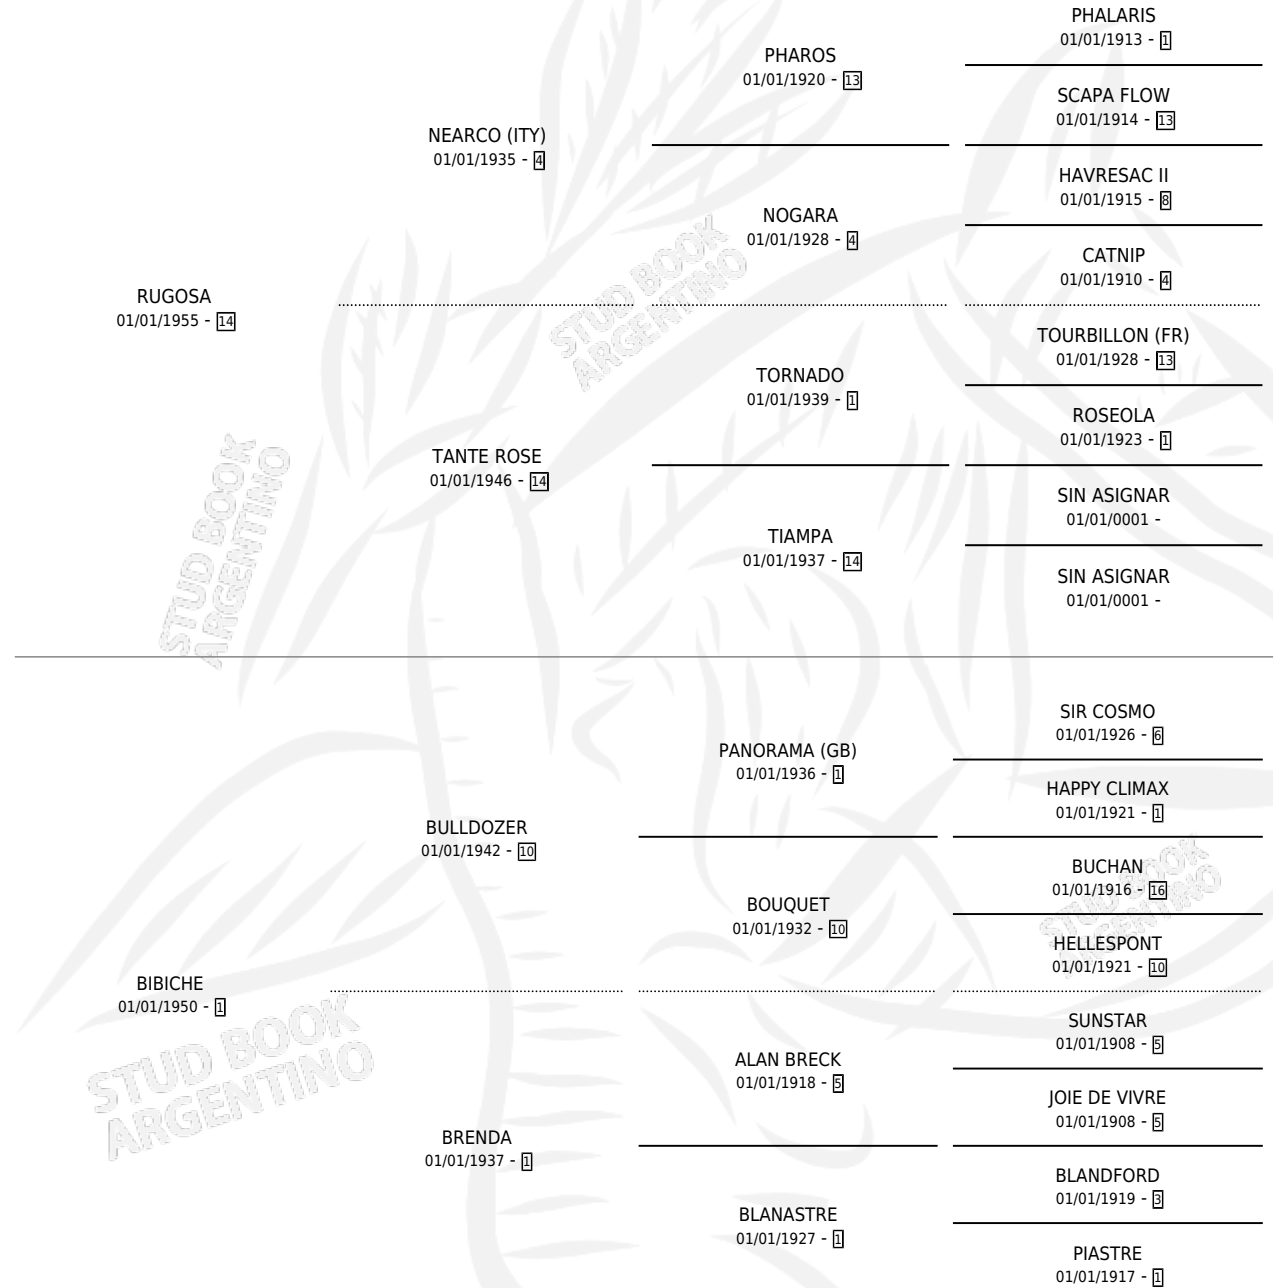 PHALARIS
01/01/1913 - 1
PHAROS
01/01/1920 - 13
SCAPA FLOW
01/01/1914 - 13
NEARCO (ITY)
01/01/1935 - 4
HAVRESAC II
01/01/1915 - 8
NOGARA
01/01/1928 - 4
CATNIP
01/01/1910 - 4
RUGOSA
01/01/1955 - 14
TOURBILLON (FR)
01/01/1928 - 13
TORNADO
01/01/1939 - 1
ROSEOLA
01/01/1923 - 1
TANTE ROSE
01/01/1946 - 14
SIN ASIGNAR
01/01/0001 -
TIAMPA
01/01/1937 - 14
SIN ASIGNAR
01/01/0001 -
STUD BOOK
ARGENTINO
STUD BOOK
ARGENTINO
SIR COSMO
01/01/1926 - 6
PANORAMA (GB)
01/01/1936 - 1
HAPPY CLIMAX
01/01/1921 - 1
BULLDOZER
01/01/1942 - 10
BUCHAN
01/01/1916 - 16
BOUQUET
01/01/1932 - 10
HELLESPONT
01/01/1921 - 10
STUD BOOK
ARGENTINO
BIBICHE
01/01/1950 - 1
SUNSTAR
01/01/1908 - 5
ALAN BRECK
01/01/1918 - 5
JOIE DE VIVRE
01/01/1908 - 5
BRENDA
01/01/1937 - 1
BLANDFORD
01/01/1919 - 3
BLANASTRE
01/01/1927 - 1
PIASTRE
01/01/1917 - 1
STUD BOOK
ARGENTINO